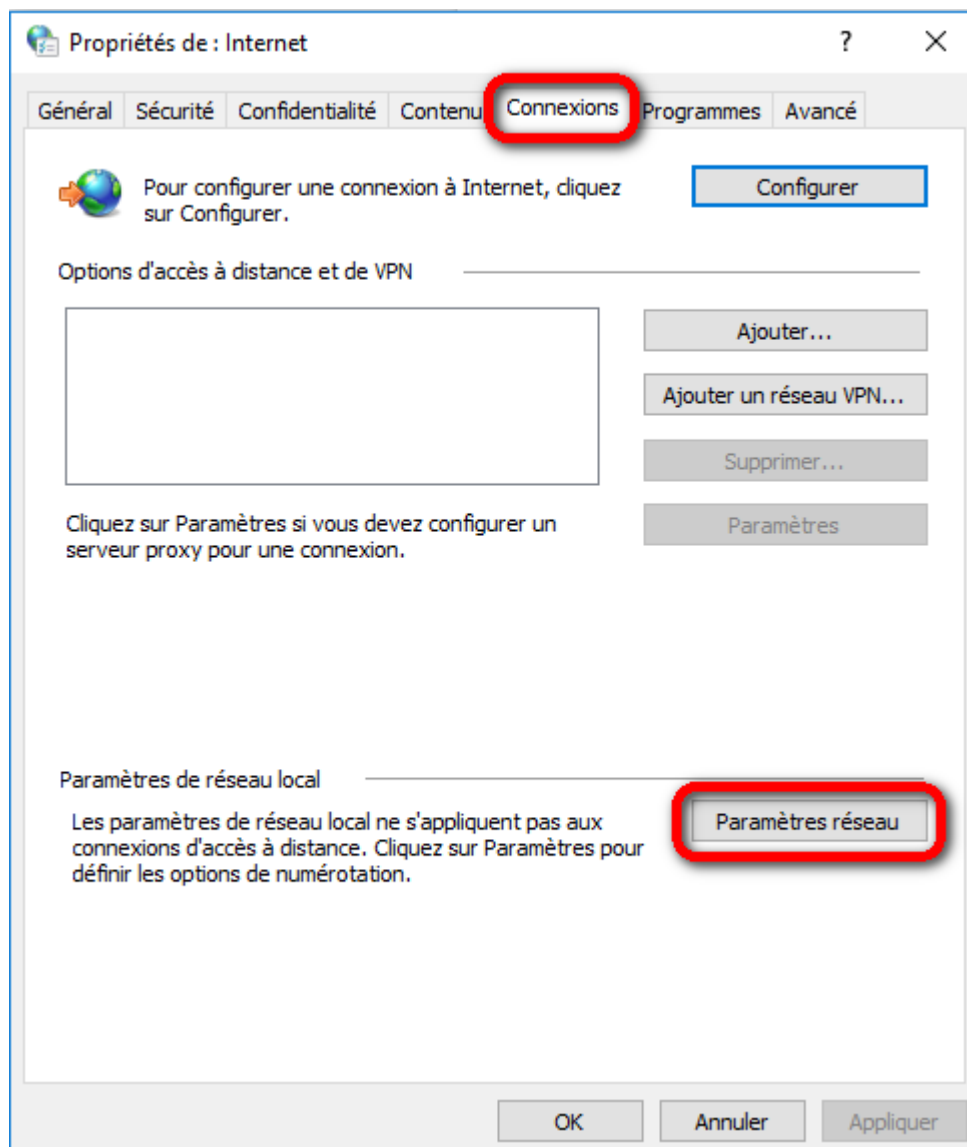 Propriétés de : Internet
?
Général Sécurité Confidentialité Contenu Connexions Programmes Avancé
Pour configurer une connexion à Internet, cliquez
sur Configurer.
Configurer
Options d'accès à distance et de VPN
Ajouter...
Ajouter un réseau VPN...
Supprimer...
Cliquez sur Paramètres si vous devez configurer un
serveur proxy pour une connexion.
Paramètres
Paramètres de réseau local
Les paramètres de réseau local ne s'appliquent pas aux
connexions d'accès à distance. Cliquez sur Paramètres pour
définir les options de numérotation.
Paramètres réseau
OK Annuler Appliquer